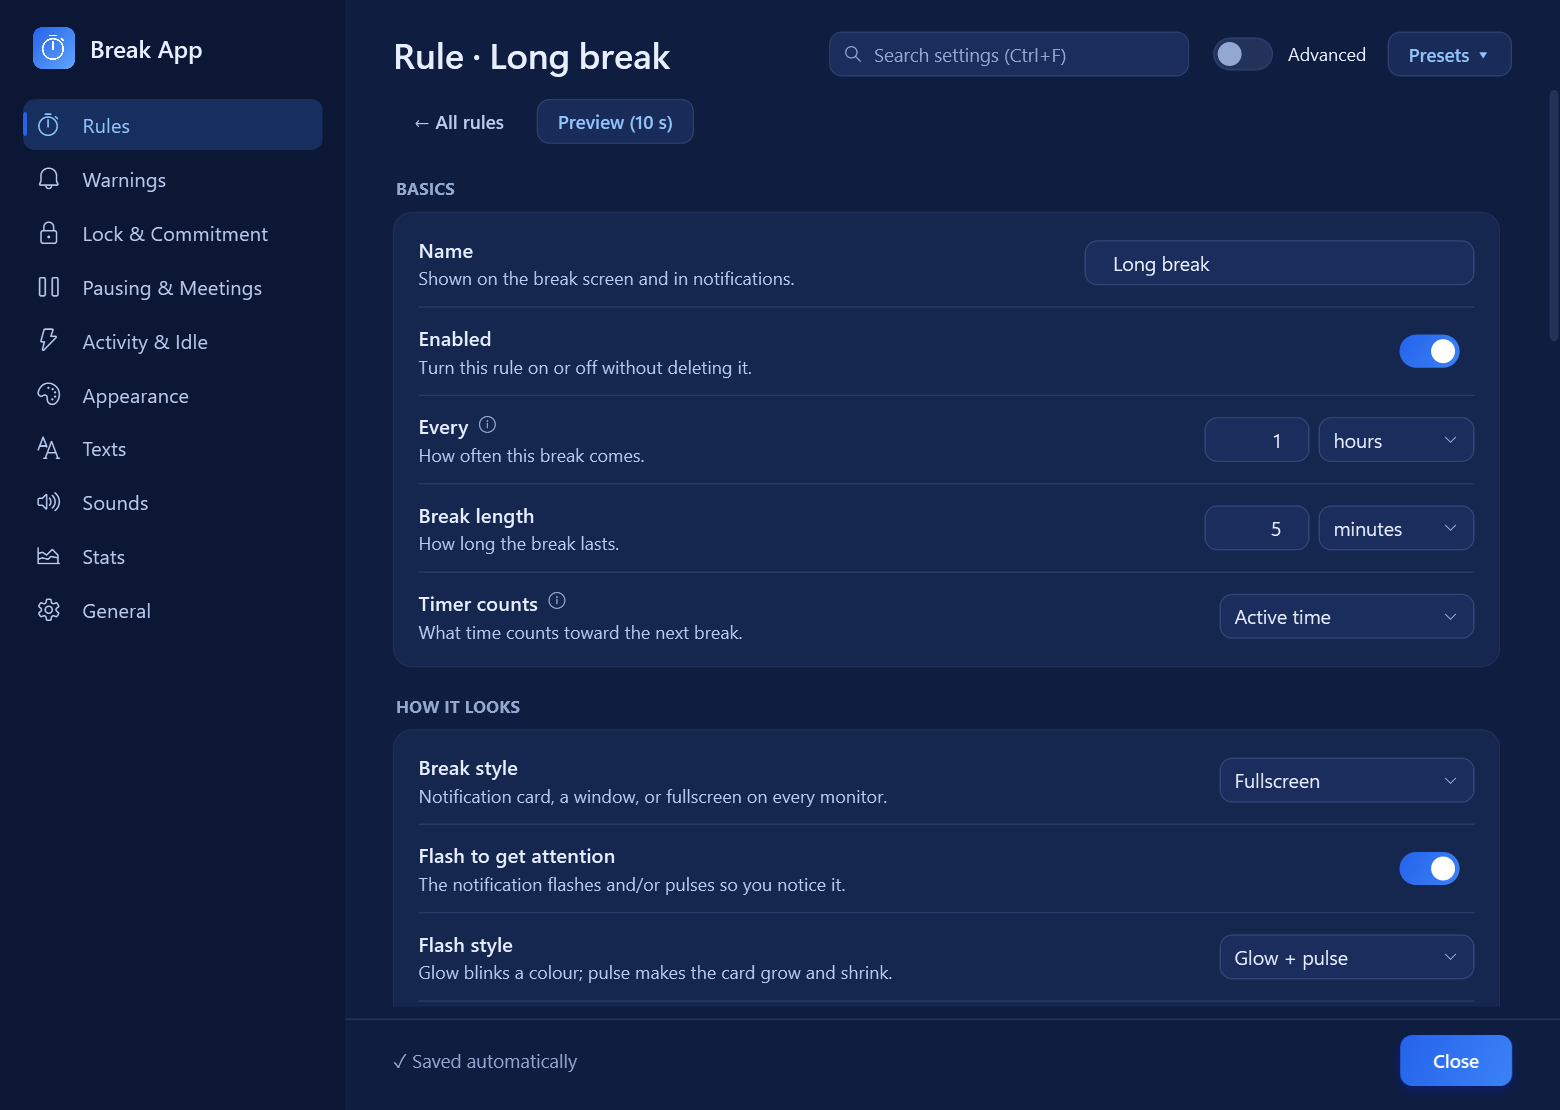 Break App
Rules
Warnings
Lock & Commitment
Pausing & Meetings
Activity & Idle
Appearance
Texts
Sounds
Stats
General
Rule · Long break
Search settings (Ctrl+F)
Advanced
Presets ▾
← All rules
Preview (10 s)
BASICS
Name
Shown on the break screen and in notifications.
Long break
Enabled
Turn this rule on or off without deleting it.
Every
How often this break comes.
1
hours
Break length
How long the break lasts.
5
minutes
Timer counts
What time counts toward the next break.
Active time
HOW IT LOOKS
Break style
Notification card, a window, or fullscreen on every monitor.
Fullscreen
Flash to get attention
The notification flashes and/or pulses so you notice it.
Flash style
Glow blinks a colour; pulse makes the card grow and shrink.
Glow + pulse
✓ Saved automatically
Close